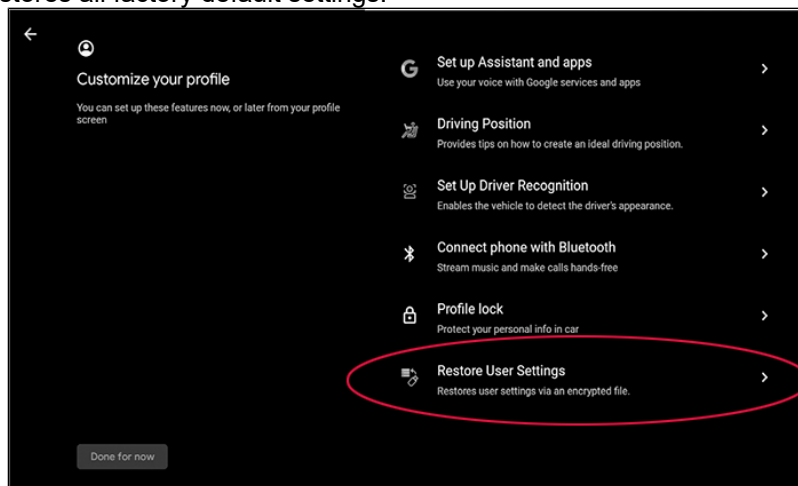 all factory default settings.
Customize your profile
You can set up these features now, or later from your profile
screen
Set up Assistant and apps
Use your voice with Google services and apps
Driving Position
Provides tips on how to create an ideal driving position.
Set Up Driver Recognition
Enables the vehicle to detect the driver's appearance.
Connect phone with Bluetooth
Stream music and make calls hands-free
Profile lock
Protect your personal info in car
Restore User Settings
Restores user settings via an encrypted file.
Done for now